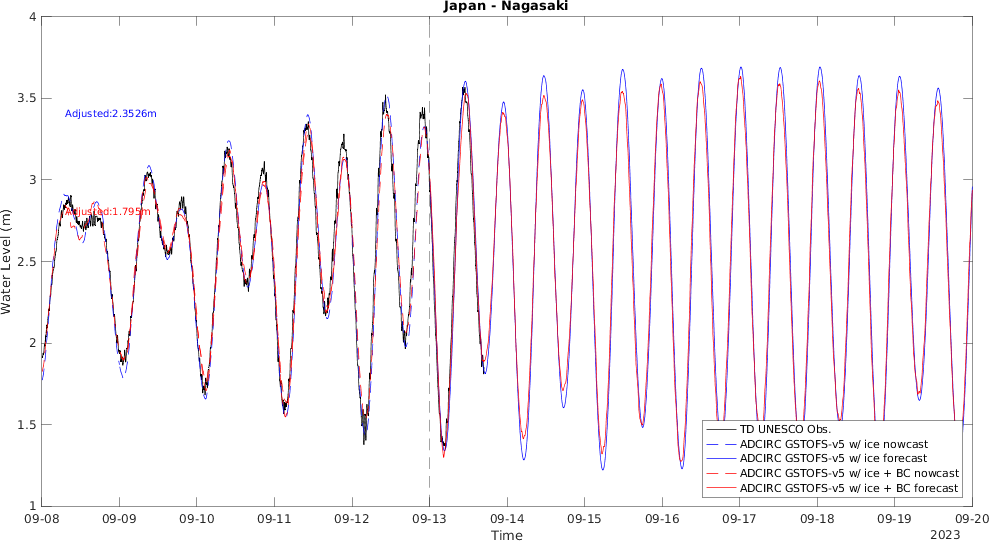 Japan - Nagasaki
4
3.5
3
2.5
2
1.5
1
Water Level (m)
Adjusted:2.3526m
Adjusted:1.795m
TD UNESCO Obs.
ADCIRC GSTOFS-v5 w/ ice nowcast
ADCIRC GSTOFS-v5 w/ ice forecast
ADCIRC GSTOFS-v5 w/ ice + BC nowcast
ADCIRC GSTOFS-v5 w/ ice + BC forecast
09-08 09-09 09-10 09-11 09-12 09-13 09-14 09-15 09-16 09-17 09-18 09-19 09-20
Time
2023